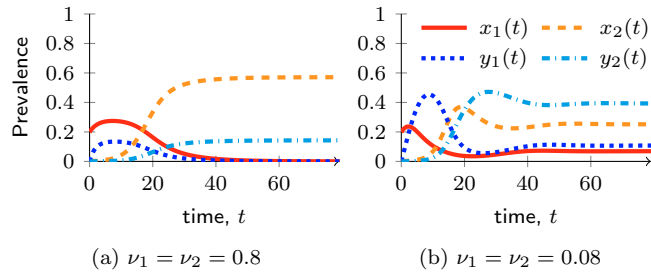 1
0.8
0.6
0.4
0.2
0
Prevalence
0 20 40 60
time, t
(a) ν₁ = ν₂ = 0.8
1
0.8
0.6
0.4
0.2
0
x₁(t) x₂(t)
y₁(t) y₂(t)
0 20 40 60
time, t
(b) ν₁ = ν₂ = 0.08